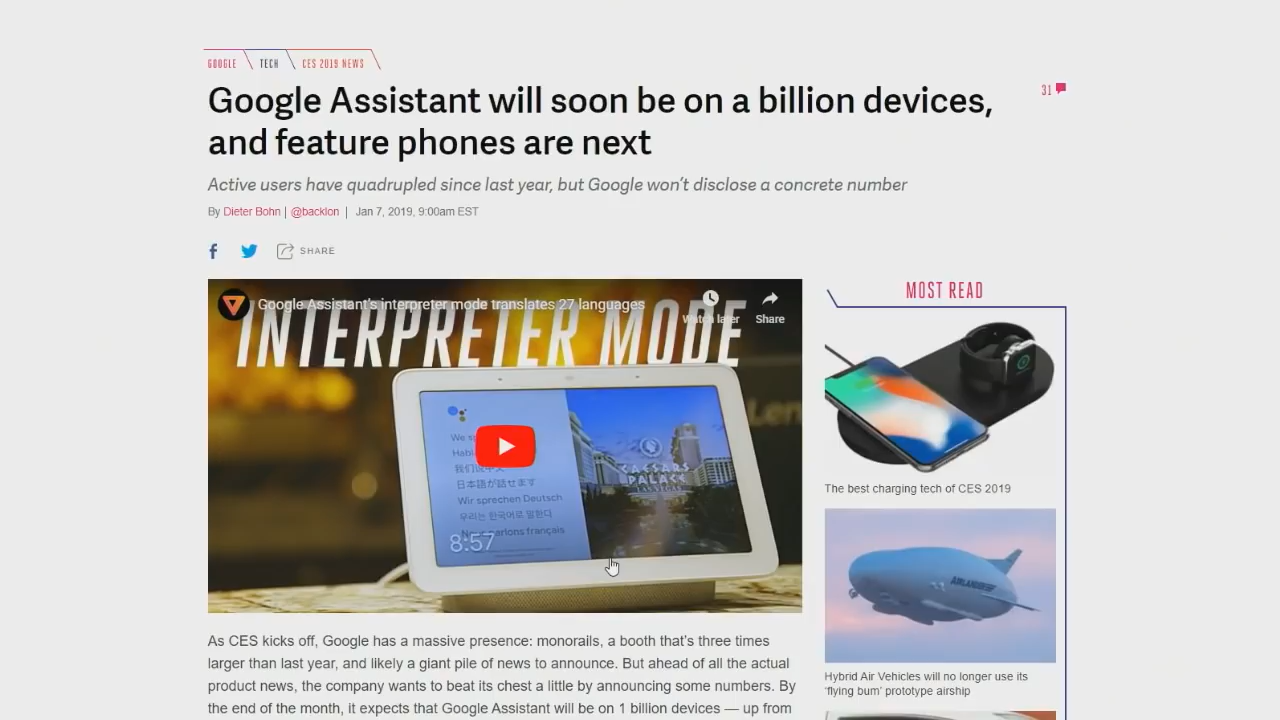 GOOGLE
TECH
CES 2019 NEWS
Google Assistant will soon be on a billion devices,
and feature phones are next
31
Active users have quadrupled since last year, but Google won't disclose a concrete number
By Dieter Bohn | @backlon | Jan 7, 2019, 9:00am EST
SHARE
Google Assistant's interpreter mode translates 27 languages
Watch later
Share
INTERPRETER MODE
We
Habl
我们说中文
日本語が話せます
Wir sprechen Deutsch
우리는 한국어로 말한다
Nous parlons français
8:57
CAESARS
PALACE
MOST READ
The best charging tech of CES 2019
AIRLANDER
Hybrid Air Vehicles will no longer use its
'flying bum' prototype airship
As CES kicks off, Google has a massive presence: monorails, a booth that's three times
larger than last year, and likely a giant pile of news to announce. But ahead of all the actual
product news, the company wants to beat its chest a little by announcing some numbers. By
the end of the month, it expects that Google Assistant will be on 1 billion devices — up from